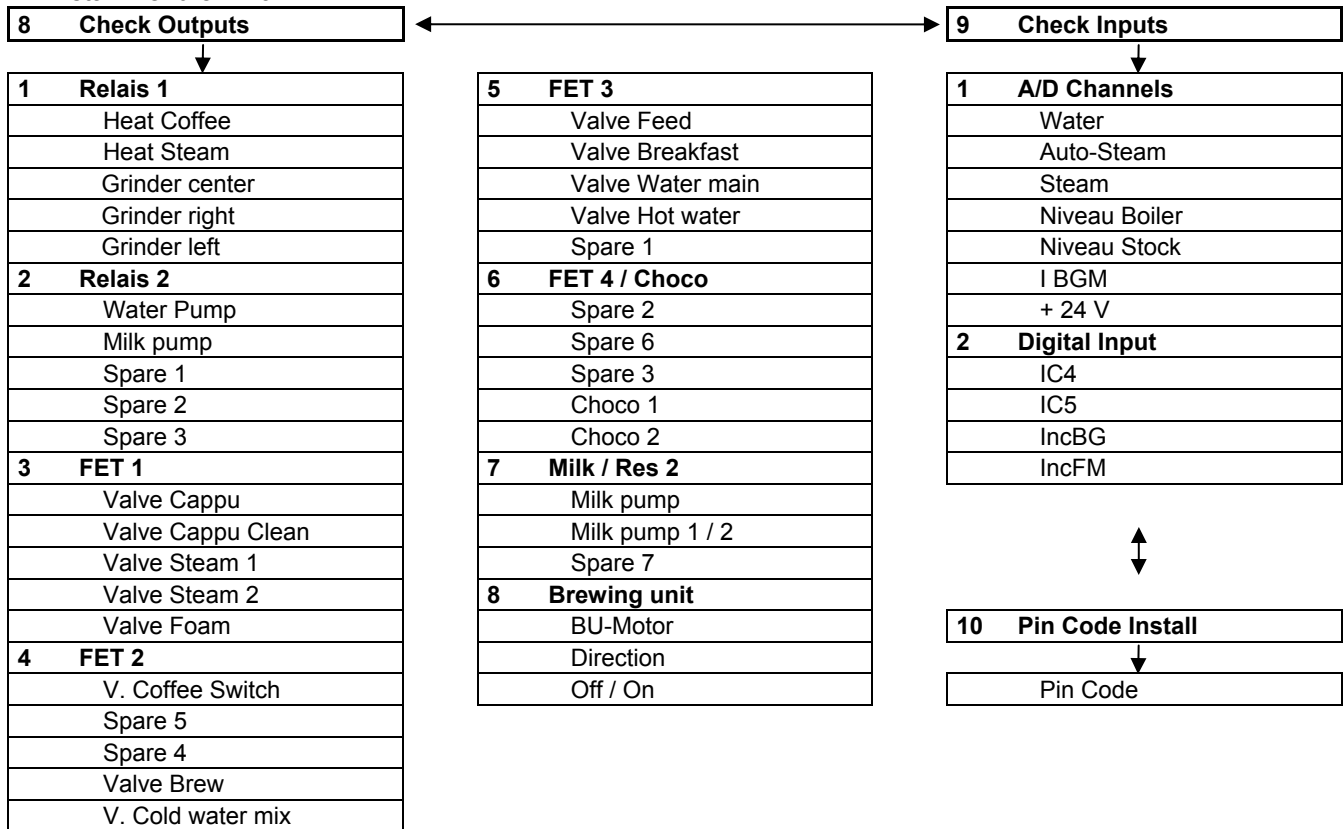 8 Check Outputs
9 Check Inputs
1 Relais 1
Heat Coffee
Heat Steam
Grinder center
Grinder right
Grinder left
2 Relais 2
Water Pump
Milk pump
Spare 1
Spare 2
Spare 3
3 FET 1
Valve Cappu
Valve Cappu Clean
Valve Steam 1
Valve Steam 2
Valve Foam
4 FET 2
V. Coffee Switch
Spare 5
Spare 4
Valve Brew
V. Cold water mix
5 FET 3
Valve Feed
Valve Breakfast
Valve Water main
Valve Hot water
Spare 1
6 FET 4 / Choco
Spare 2
Spare 6
Spare 3
Choco 1
Choco 2
7 Milk / Res 2
Milk pump
Milk pump 1 / 2
Spare 7
8 Brewing unit
BU-Motor
Direction
Off / On
1 A/D Channels
Water
Auto-Steam
Steam
Niveau Boiler
Niveau Stock
I BGM
+ 24 V
2 Digital Input
IC4
IC5
IncBG
IncFM
10 Pin Code Install
Pin Code